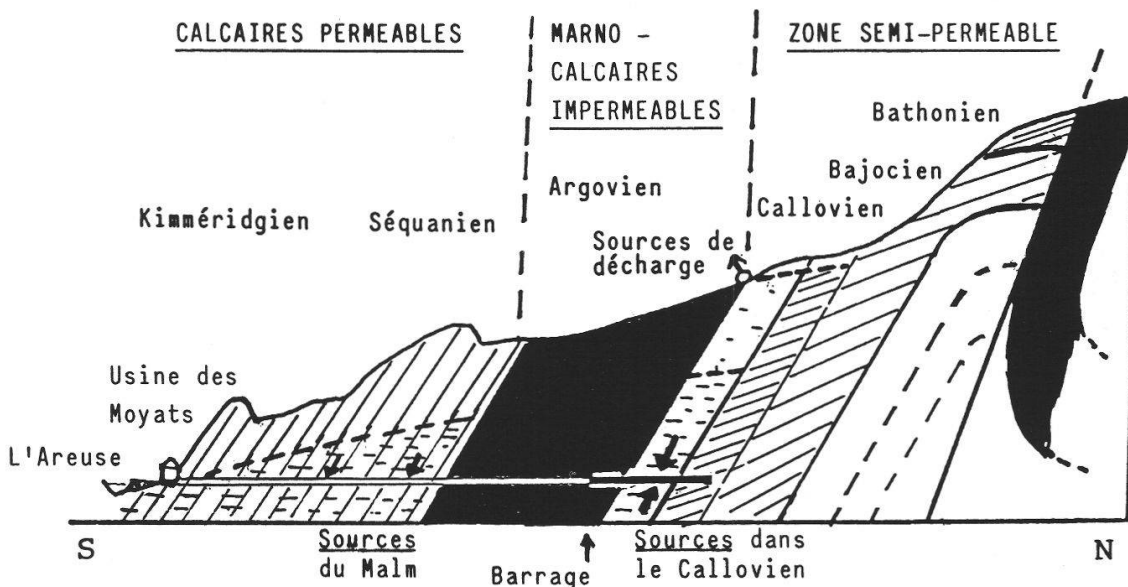 CALCAIRES PERMEABLES
MARNO -
CALCAIRES
IMPERMEABLES
ZONE SEMI-PERMEABLE
Bathonien
Bajocien
Argovien
Callovien
Kimméridgien
Séquanien
Sources de
décharge
Usine des
Moyats
L'Areuse
S
Sources
du Malm
Barrage
Sources dans
le Callovien
N